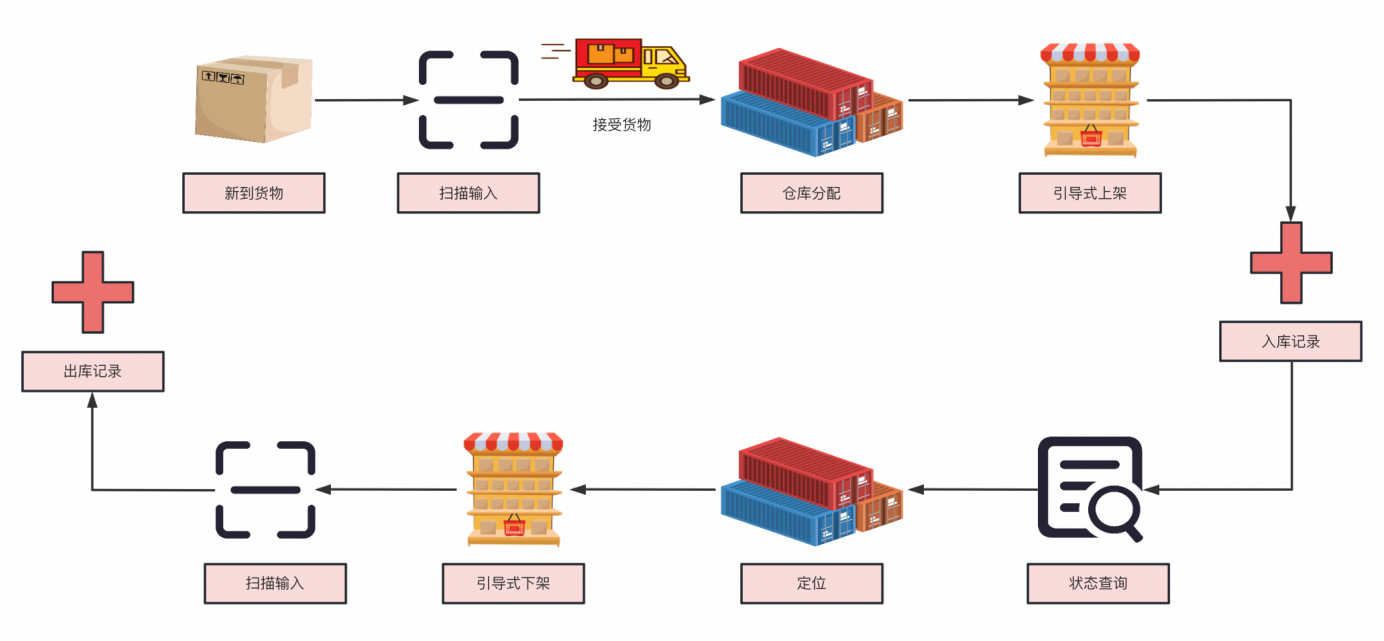 接受货物
新到货物
扫描输入
仓库分配
引导式上架
入库记录
出库记录
扫描输入
引导式下架
定位
状态查询